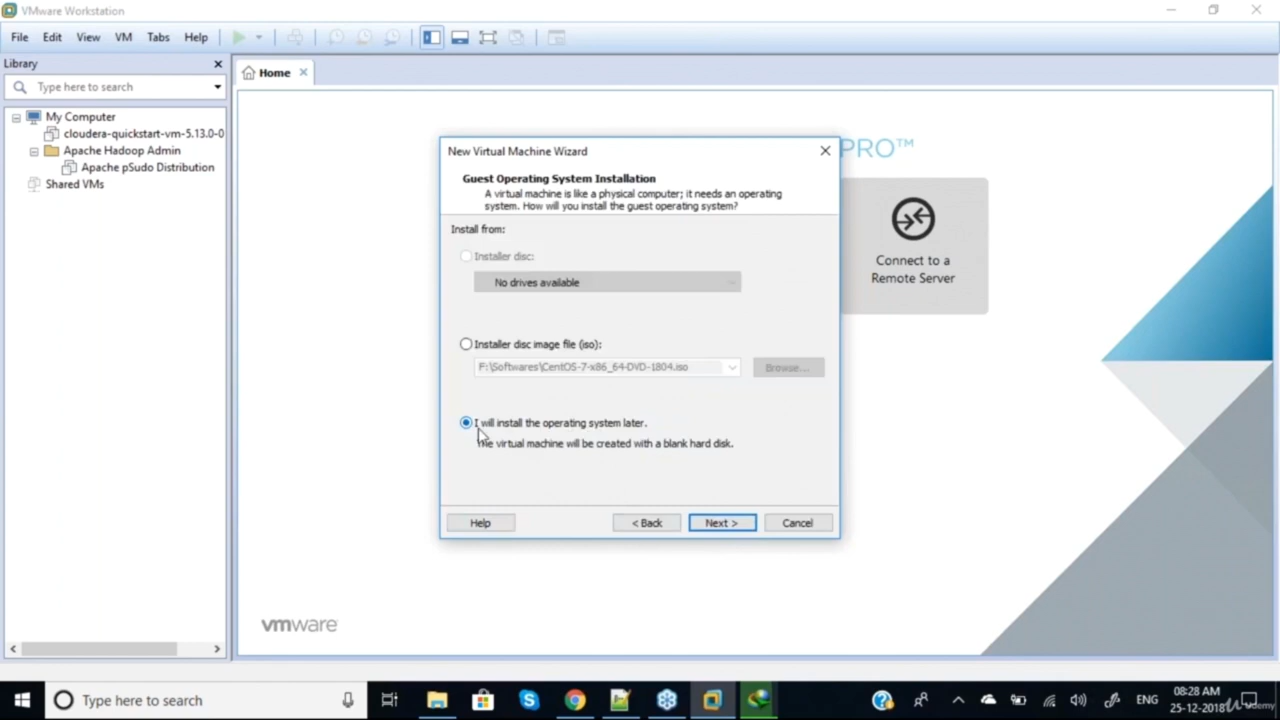 VMware Workstation
File Edit View VM Tabs Help
Library
Type here to search
My Computer
cloudera-quickstart-vm-5.13.0-0
Apache Hadoop Admin
Apache pSudo Distribution
Shared VMs
Home
PRO™
Connect to a
Remote Server
New Virtual Machine Wizard
Guest Operating System Installation
A virtual machine is like a physical computer; it needs an operating
system. How will you install the guest operating system?
Install from:
Installer disc:
No drives available
Installer disc image file (iso):
F:\Softwares\CentOS-7-x86_64-DVD-1804.iso
Browse...
I will install the operating system later.
The virtual machine will be created with a blank hard disk.
Help
< Back
Next >
Cancel
vmware
Type here to search
ENG
08:28 AM
25-12-2018
Udemy